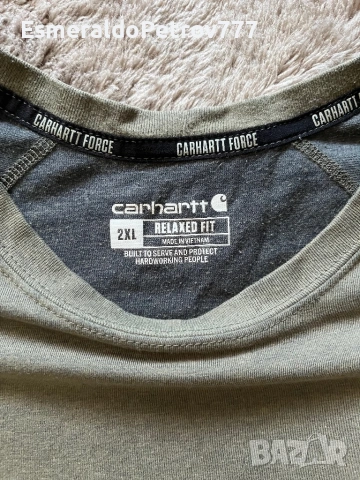 EsmeraldoPetrov777
CARHARTT FORCE CARHARTT FORCE CARHARTT FORCE
carhartt
2XL RELAXED FIT
MADE IN VIETNAM
BUILT TO SERVE AND PROTECT
HARDWORKING PEOPLE
BAZAR